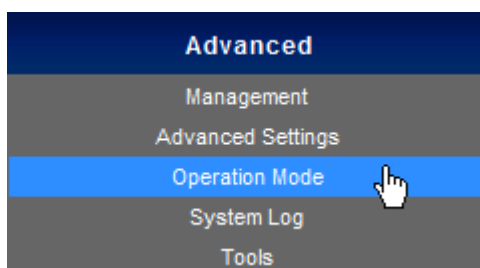 Advanced
Management
Advanced Settings
Operation Mode
System Log
Tools